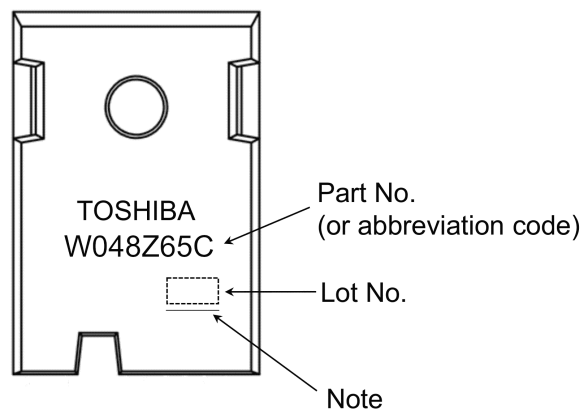 TOSHIBA
W048Z65C
Part No.
(or abbreviation code)
Lot No.
Note